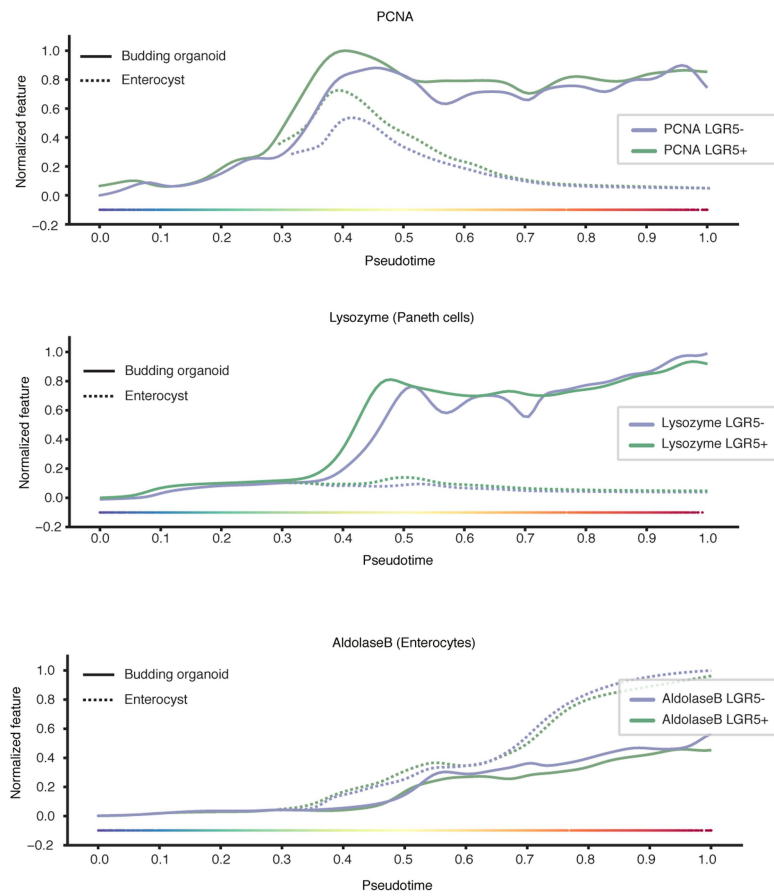 PCNA
Normalized feature
1.0
0.8
0.6
0.4
0.2
0.0
−0.2
Budding organoid
Enterocyst
PCNA LGR5-
PCNA LGR5+
0.0 0.1 0.2 0.3 0.4 0.5 0.6 0.7 0.8 0.9 1.0
Pseudotime
Lysozyme (Paneth cells)
Normalized feature
1.0
0.8
0.6
0.4
0.2
0.0
−0.2
Budding organoid
Enterocyst
Lysozyme LGR5-
Lysozyme LGR5+
0.0 0.1 0.2 0.3 0.4 0.5 0.6 0.7 0.8 0.9 1.0
Pseudotime
AldolaseB (Enterocytes)
Normalized feature
1.0
0.8
0.6
0.4
0.2
0.0
−0.2
Budding organoid
Enterocyst
AldolaseB LGR5-
AldolaseB LGR5+
0.0 0.1 0.2 0.3 0.4 0.5 0.6 0.7 0.8 0.9 1.0
Pseudotime